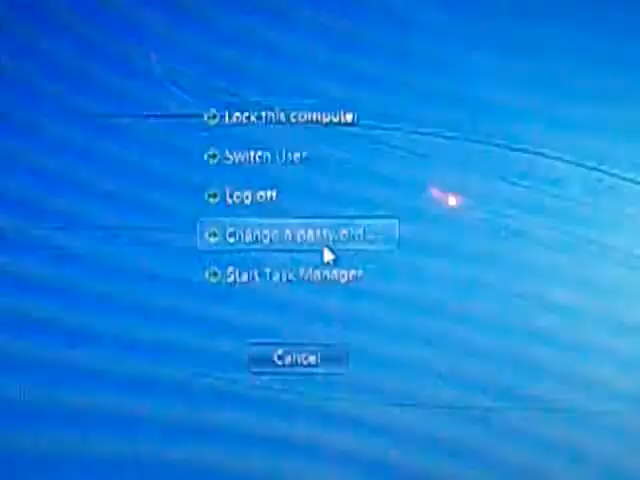 Lock this computer
Switch User
Log off
Change a password...
Start Task Manager
Cancel